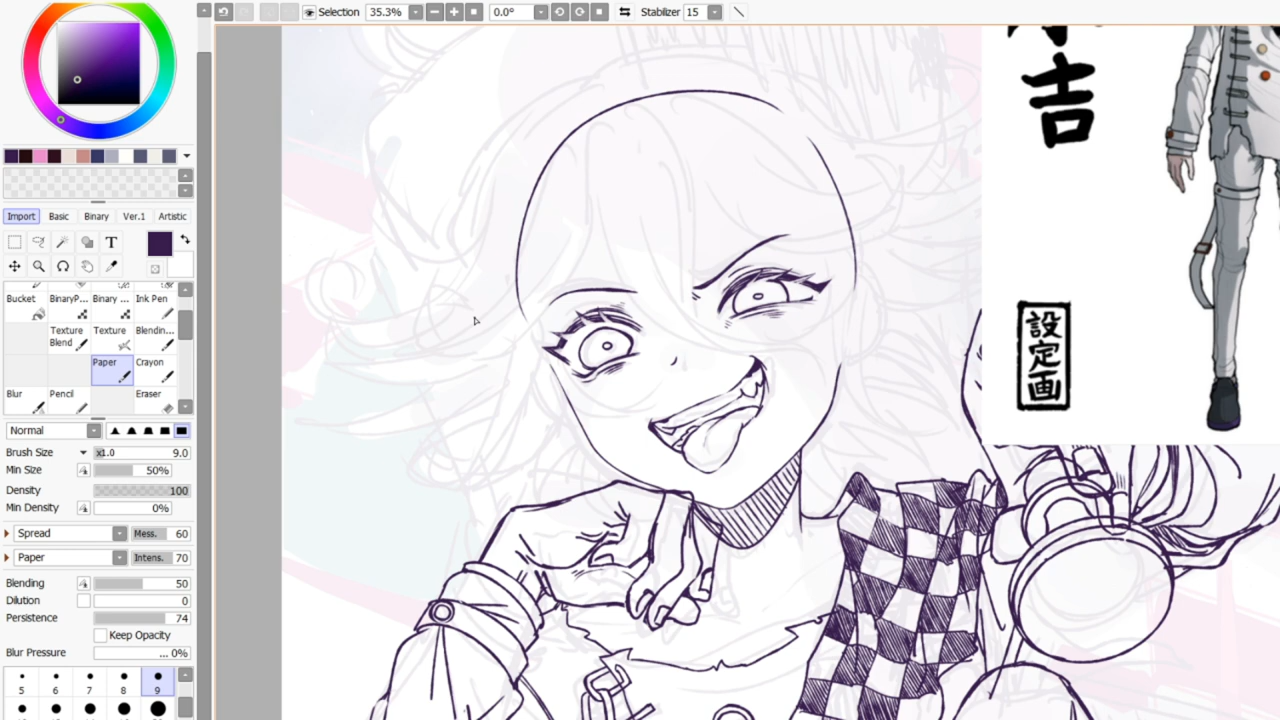 Selection 35.3% 0.0° Stabilizer 15
Import Basic Binary Ver.1 Artistic
T
Bucket BinaryP... Binary ... Ink Pen
Texture Blend Texture Blendin...
Paper Crayon
Blur Pencil Eraser
Normal
Brush Size x1.0 9.0
Min Size 50%
Density 100
Min Density 0%
Spread Mess. 60
Paper Intens. 70
Blending 50
Dilution 0
Persistence 74
Keep Opacity
Blur Pressure ... 0%
5 6 7 8 9
吉
設定画